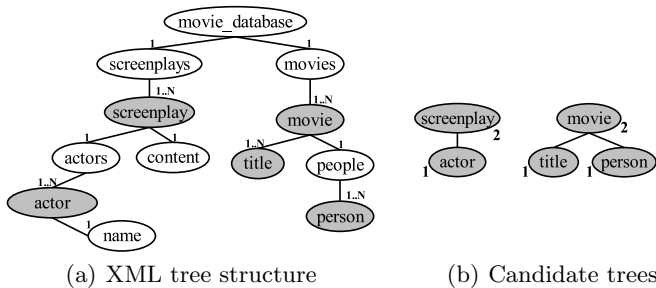 movie_database
1 1
screenplays movies
1..N 1..N
screenplay movie
1 1 1..N 1
actors content title people
1..N 1..N
actor person
1
name
(a) XML tree structure
screenplay 2 movie 2
1 actor 1 title 1 person
(b) Candidate trees